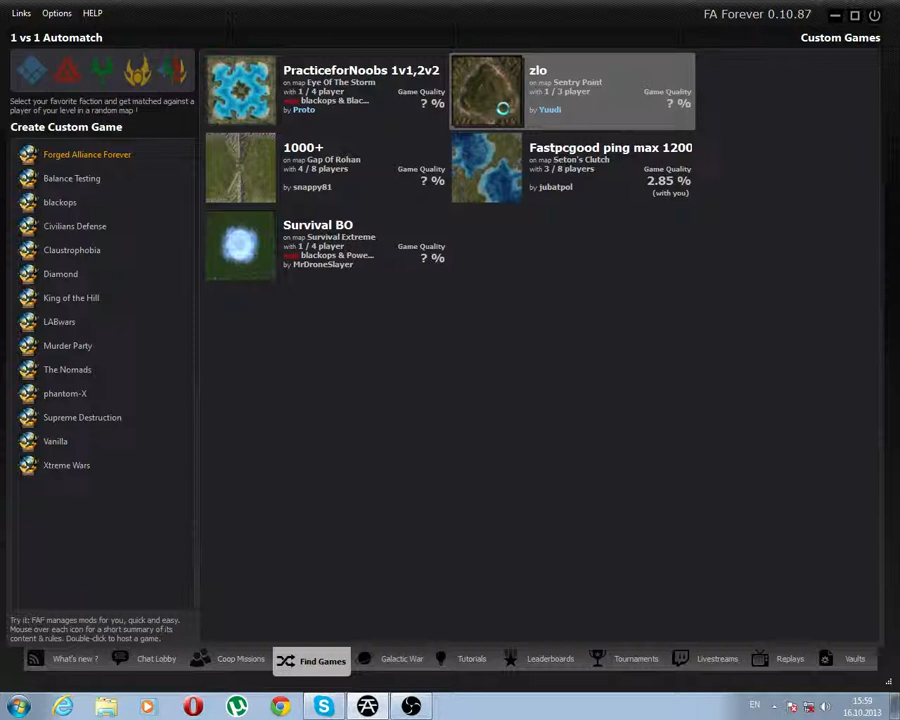 Links Options HELP
FA Forever 0.10.87
1 vs 1 Automatch
Custom Games
Select your favorite faction and get matched against a
player of your level in a random map !
Create Custom Game
Forged Alliance Forever
Balance Testing
blackops
Civilians Defense
Claustrophobia
Diamond
King of the Hill
LABwars
Murder Party
The Nomads
phantom-X
Supreme Destruction
Vanilla
Xtreme Wars
Try it: FAF manages mods for you, quick and easy.
Mouse over each icon for a short summary of its
content & rules. Double-click to host a game.
PracticeforNoobs 1v1,2v2
on map Eye Of The Storm
with 1 / 4 player
blackops & Blac...
by Proto
Game Quality
? %
zlo
on map Sentry Point
with 1 / 3 player
by Yuudi
Game Quality
? %
1000+
on map Gap Of Rohan
with 4 / 8 players
by snappy81
Game Quality
? %
Fastpcgood ping max 1200
on map Seton's Clutch
with 3 / 8 players
by jubatpol
Game Quality
2.85 %
(with you)
Survival BO
on map Survival Extreme
with 1 / 4 player
blackops & Powe...
by MrDroneSlayer
Game Quality
? %
What's new ?
Chat Lobby
Coop Missions
Find Games
Galactic War
Tutorials
Leaderboards
Tournaments
Livestreams
Replays
Vaults
EN
15:59
16.10.2013